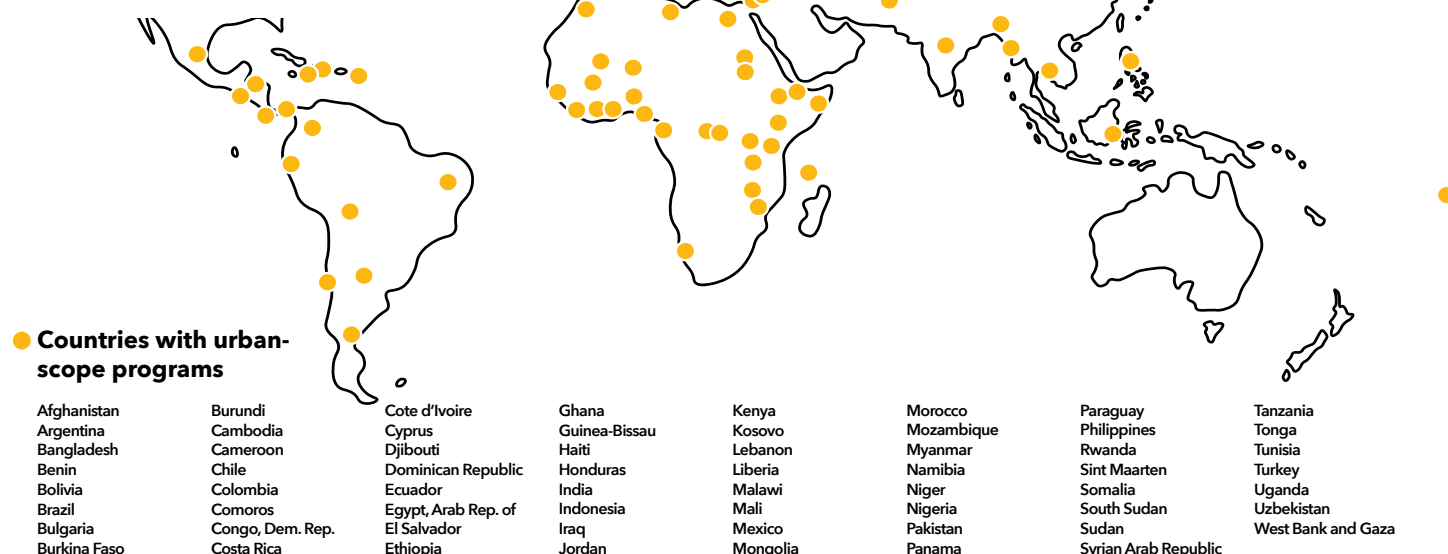 Countries with urban-
scope programs
Afghanistan
Argentina
Bangladesh
Benin
Bolivia
Brazil
Bulgaria
Burkina Faso
Burundi
Cambodia
Cameroon
Chile
Colombia
Comoros
Congo, Dem. Rep.
Costa Rica
Cote d'Ivoire
Cyprus
Djibouti
Dominican Republic
Ecuador
Egypt, Arab Rep. of
El Salvador
Ethiopia
Ghana
Guinea-Bissau
Haiti
Honduras
India
Indonesia
Iraq
Jordan
Kenya
Kosovo
Lebanon
Liberia
Malawi
Mali
Mexico
Mongolia
Morocco
Mozambique
Myanmar
Namibia
Niger
Nigeria
Pakistan
Panama
Paraguay
Philippines
Rwanda
Sint Maarten
Somalia
South Sudan
Sudan
Syrian Arab Republic
Tanzania
Tonga
Tunisia
Turkey
Uganda
Uzbekistan
West Bank and Gaza